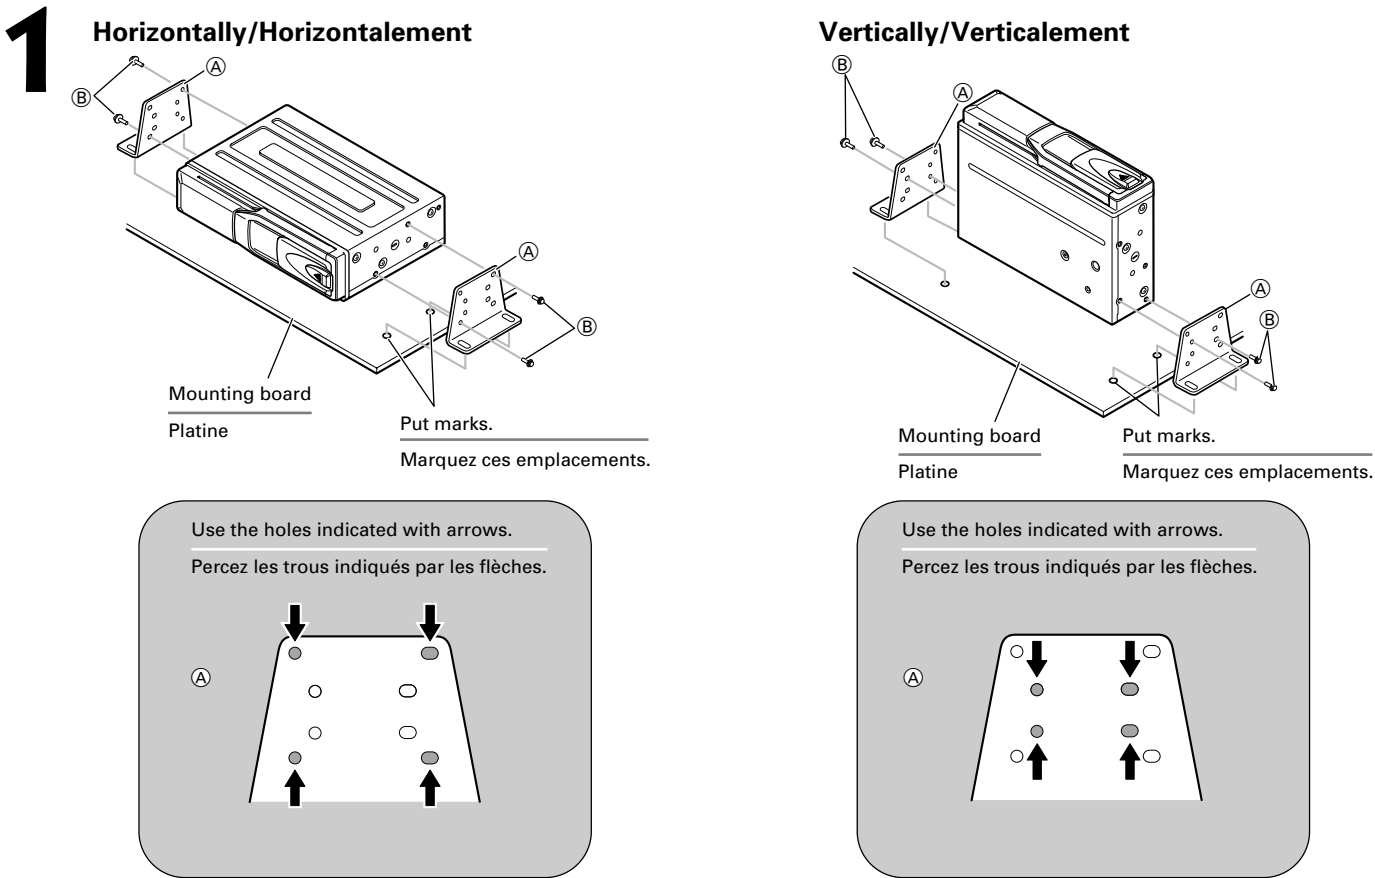 1
Horizontally/Horizontalement
Ⓐ
Ⓑ
Ⓐ
Ⓑ
Mounting board
Platine
Put marks.
Marquez ces emplacements.
Use the holes indicated with arrows.
Percez les trous indiqués par les flèches.
Ⓐ
Vertically/Verticalement
Ⓑ
Ⓐ
Ⓐ
Ⓑ
Mounting board
Platine
Put marks.
Marquez ces emplacements.
Use the holes indicated with arrows.
Percez les trous indiqués par les flèches.
Ⓐ